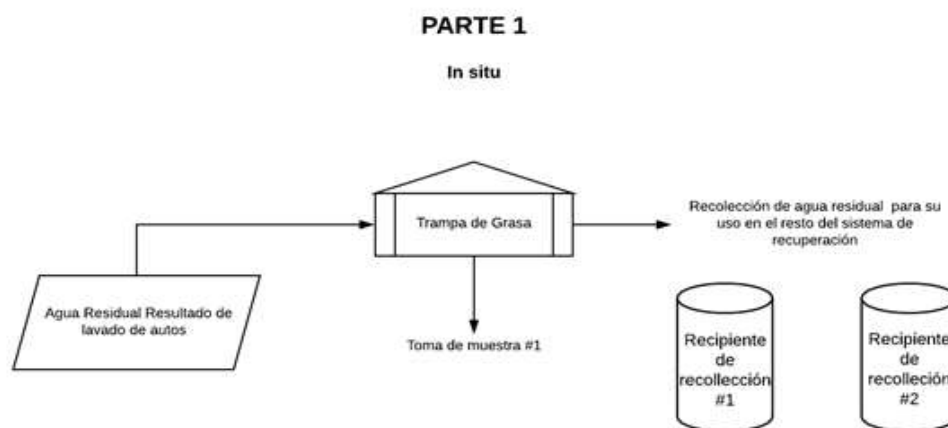 PARTE 1
In situ
Trampa de Grasa
Recolección de agua residual para su
uso en el resto del sistema de
recuperación
Agua Residual Resultado de
lavado de autos
Toma de muestra #1
Recipiente
de
recollección
#1
Recipiente
de
recolleción
#2